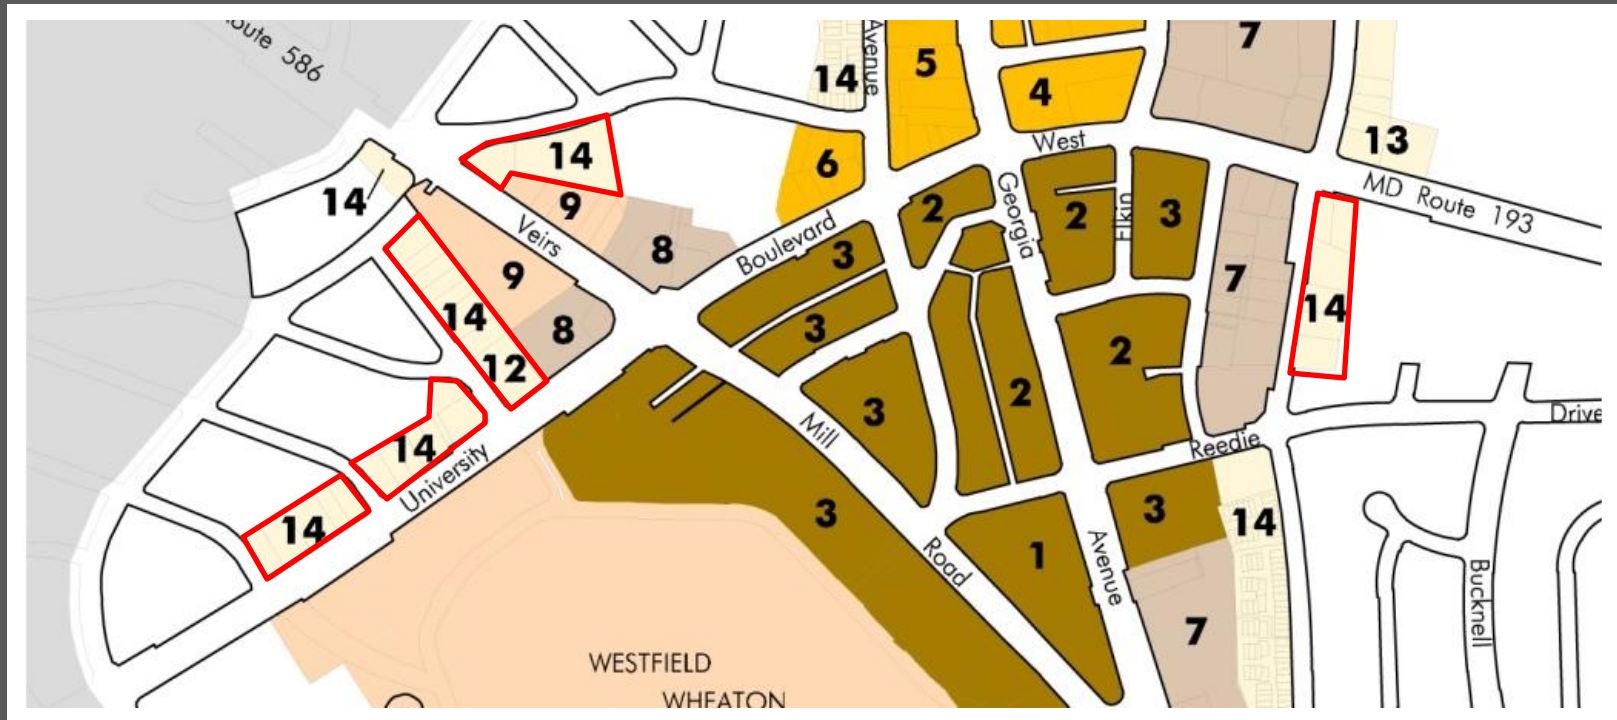 oute 586
Avenue
14
5
4
7
13
West
MD Route 193
14
9
14
Veirs
8
6
Boulevard
2
Georgia
2
Elkin
3
3
7
14
9
14
12
8
3
2
2
3
Mill
14
University
14
Reedie
Drive
3
Road
1
Avenue
3
14
7
Bucknell
WESTFIELD
WHEATON